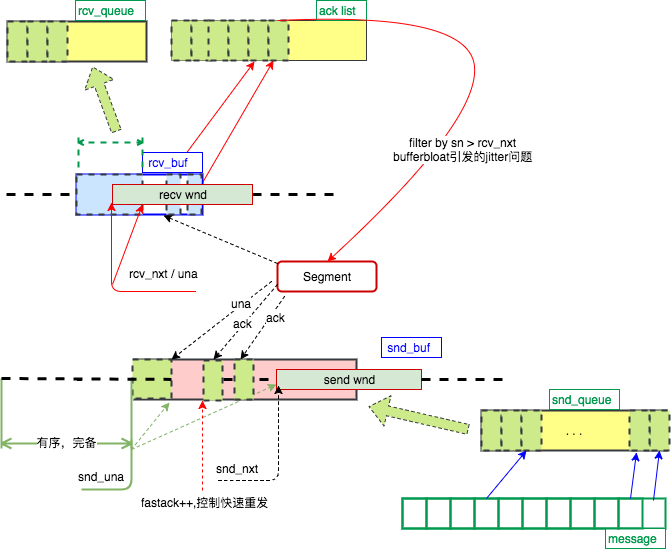 rcv_queue
ack list
filter by sn > rcv_nxt
bufferbloat引发的jitter问题
rcv_buf
recv wnd
rcv_nxt / una
Segment
una
ack
ack
snd_buf
send wnd
snd_queue
有序，完备
. . .
snd_nxt
snd_una
fastack++,控制快速重发
message